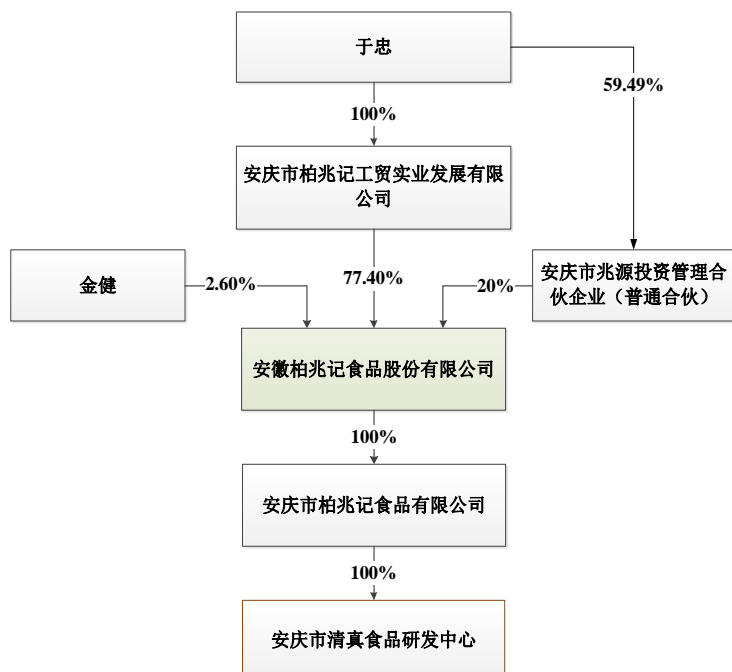 于忠
59.49%
100%
安庆市柏兆记工贸实业发展有限
公司
金健
2.60%
77.40%
20%
安庆市兆源投资管理合
伙企业（普通合伙）
安徽柏兆记食品股份有限公司
100%
安庆市柏兆记食品有限公司
100%
安庆市清真食品研发中心